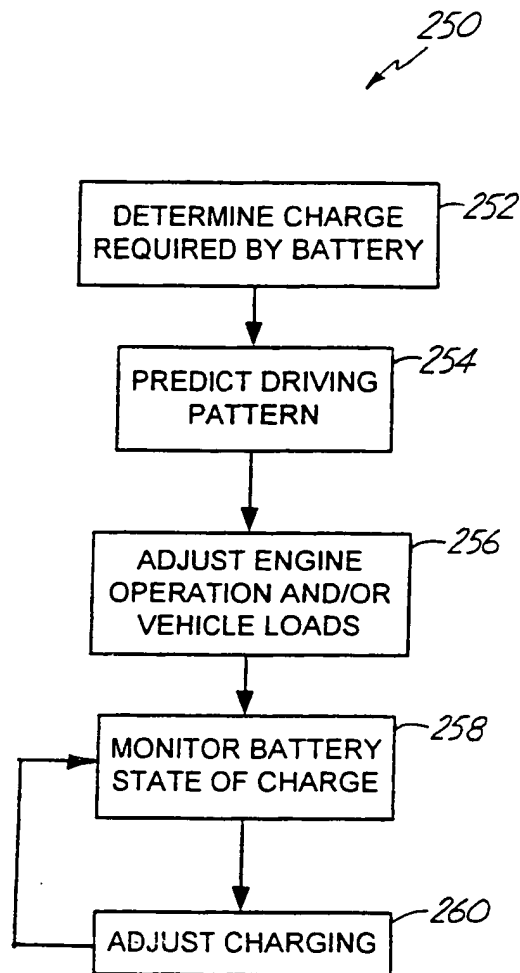 250
DETERMINE CHARGE
REQUIRED BY BATTERY
252
PREDICT DRIVING
PATTERN
254
ADJUST ENGINE
OPERATION AND/OR
VEHICLE LOADS
256
MONITOR BATTERY
STATE OF CHARGE
258
ADJUST CHARGING
260